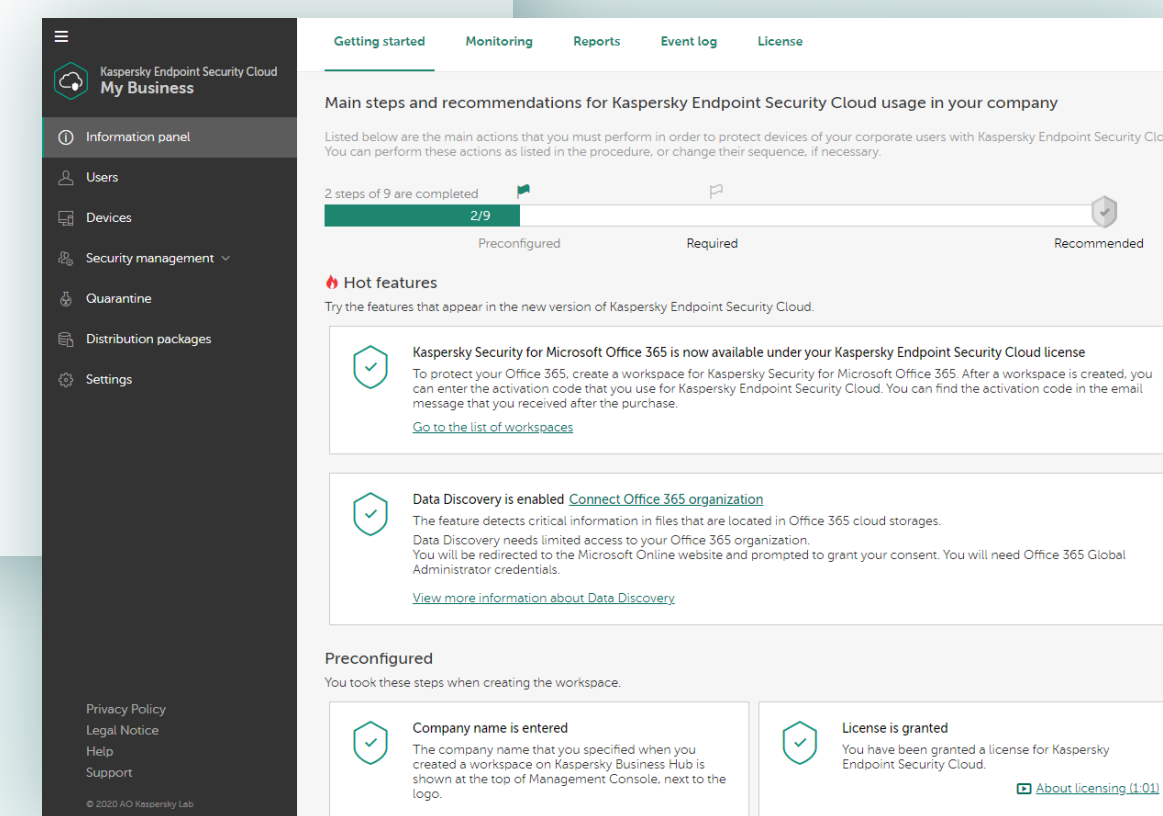 Kaspersky Endpoint Security Cloud
My Business
Information panel
Users
Devices
Security management
Quarantine
Distribution packages
Settings
Privacy Policy
Legal Notice
Help
Support
© 2020 AO Kaspersky Lab
Getting started Monitoring Reports Event log License
Main steps and recommendations for Kaspersky Endpoint Security Cloud usage in your company
Listed below are the main actions that you must perform in order to protect devices of your corporate users with Kaspersky Endpoint Security Clo
You can perform these actions as listed in the procedure, or change their sequence, if necessary.
2 steps of 9 are completed
2/9
Preconfigured Required Recommended
Hot features
Try the features that appear in the new version of Kaspersky Endpoint Security Cloud.
Kaspersky Security for Microsoft Office 365 is now available under your Kaspersky Endpoint Security Cloud license
To protect your Office 365, create a workspace for Kaspersky Security for Microsoft Office 365. After a workspace is created, you
can enter the activation code that you use for Kaspersky Endpoint Security Cloud. You can find the activation code in the email
message that you received after the purchase.
Go to the list of workspaces
Data Discovery is enabled Connect Office 365 organization
The feature detects critical information in files that are located in Office 365 cloud storages.
Data Discovery needs limited access to your Office 365 organization.
You will be redirected to the Microsoft Online website and prompted to grant your consent. You will need Office 365 Global
Administrator credentials.
View more information about Data Discovery
Preconfigured
You took these steps when creating the workspace.
Company name is entered
The company name that you specified when you
created a workspace on Kaspersky Business Hub is
shown at the top of Management Console, next to the
logo.
License is granted
You have been granted a license for Kaspersky
Endpoint Security Cloud.
About licensing (1:01)